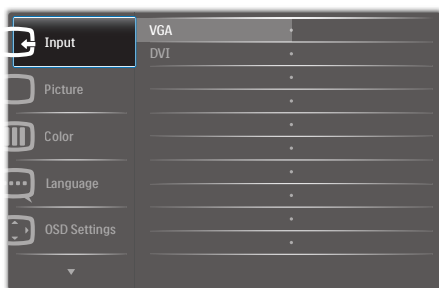 Input
Picture
Color
Language
OSD Settings
VGA
DVI